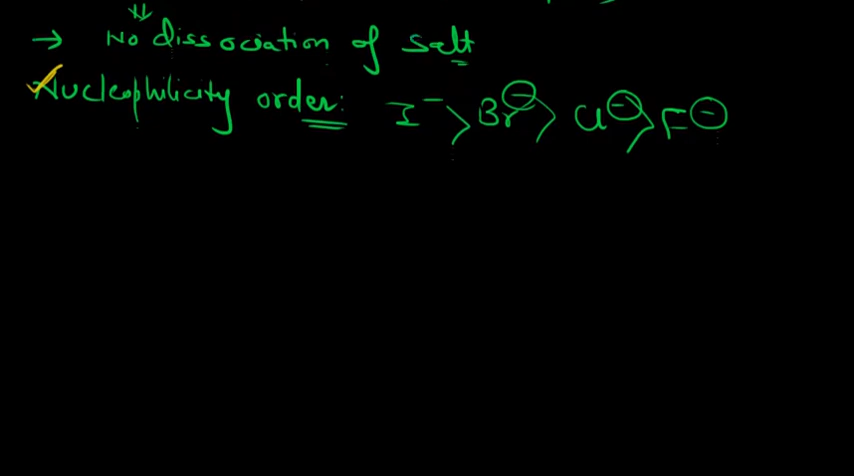 → No dissociation of salt
Nucleophilicity order: I⁻ > Br⊖ > Cl⊖ > F⊖